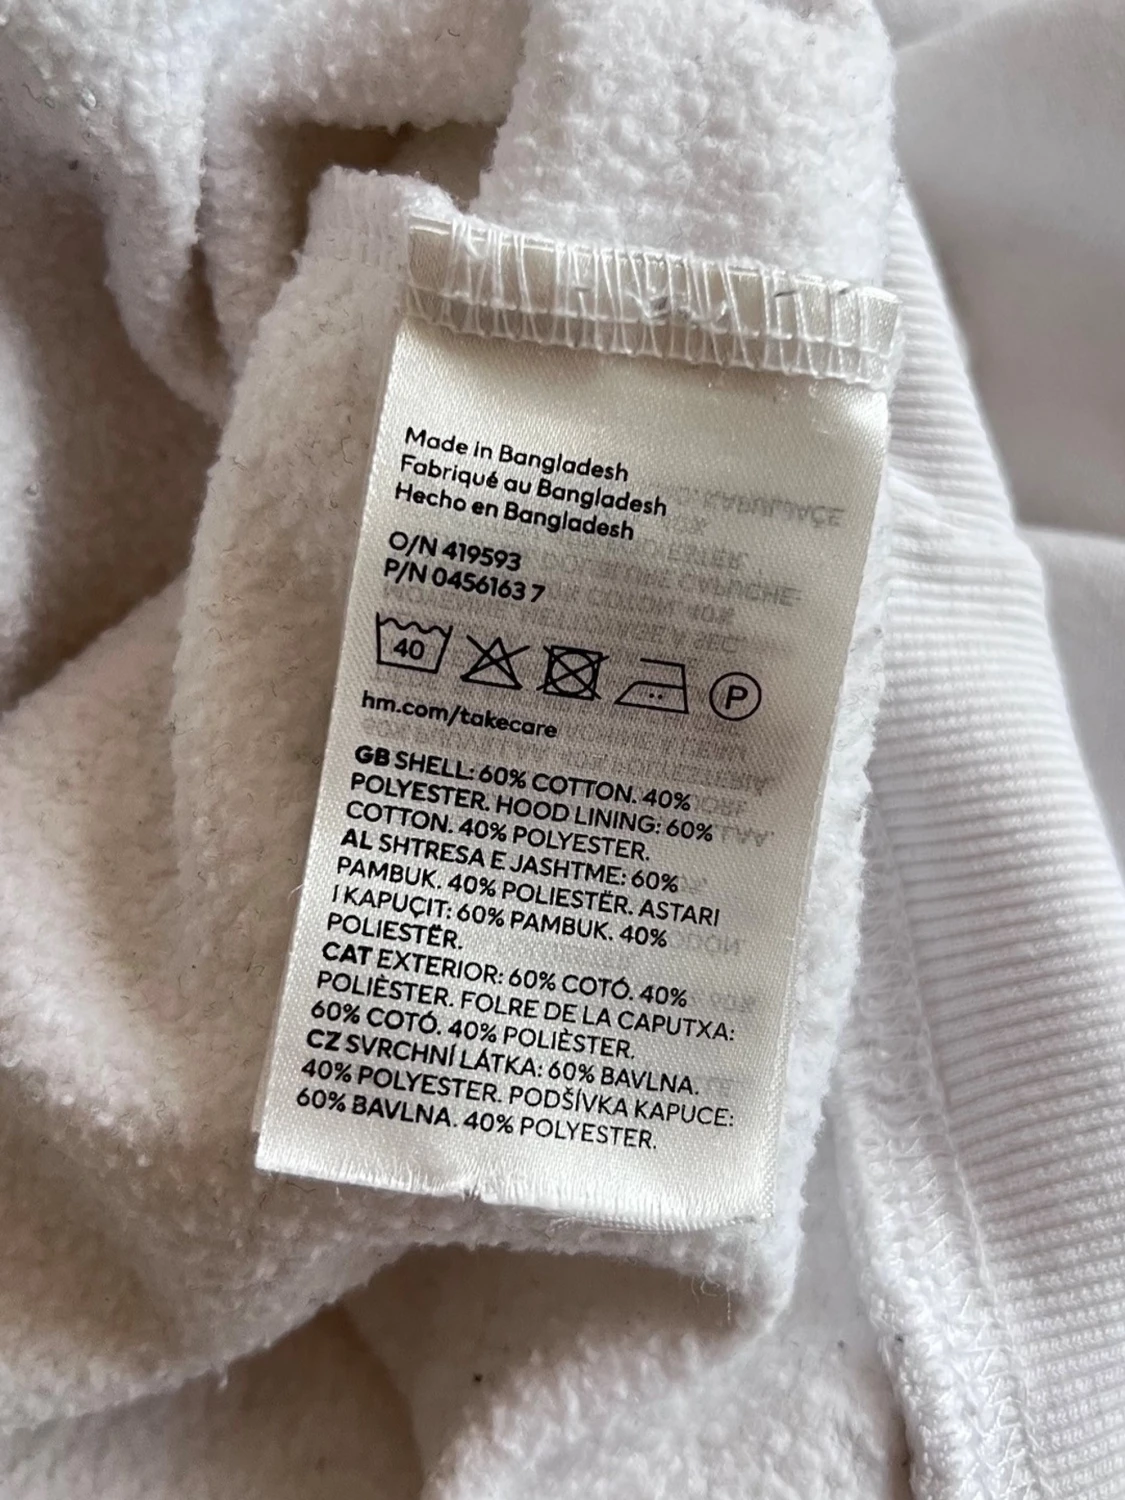 Made in Bangladesh
Fabriqué au Bangladesh
Hecho en Bangladesh
O/N 419593
P/N 0456163 7
40
P
hm.com/takecare
GB SHELL: 60% COTTON. 40%
POLYESTER. HOOD LINING: 60%
COTTON. 40% POLYESTER.
AL SHTRESA E JASHTME: 60%
PAMBUK. 40% POLIESTËR. ASTARI
I KAPUÇIT: 60% PAMBUK. 40%
POLIESTËR.
CAT EXTERIOR: 60% COTÓ. 40%
POLIÈSTER. FOLRE DE LA CAPUTXA:
60% COTÓ. 40% POLIÈSTER.
CZ SVRCHNÍ LÁTKA: 60% BAVLNA.
40% POLYESTER. PODŠÍVKA KAPUCE:
60% BAVLNA. 40% POLYESTER.